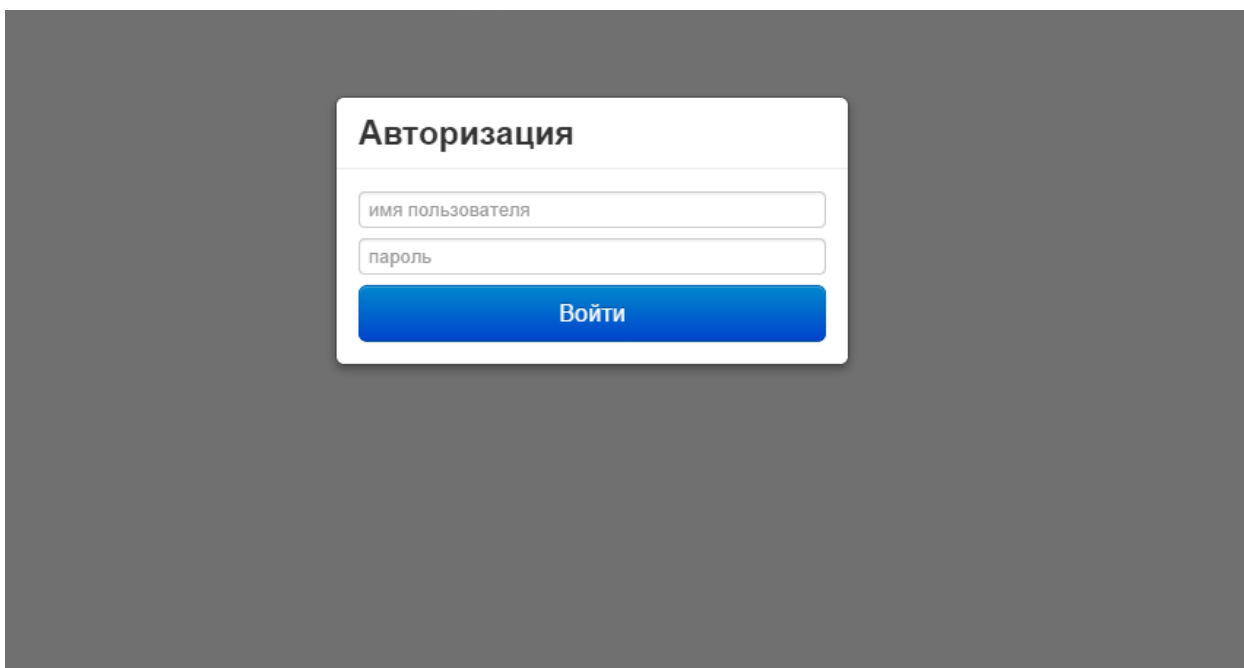 Авторизация
имя пользователя
пароль
Войти